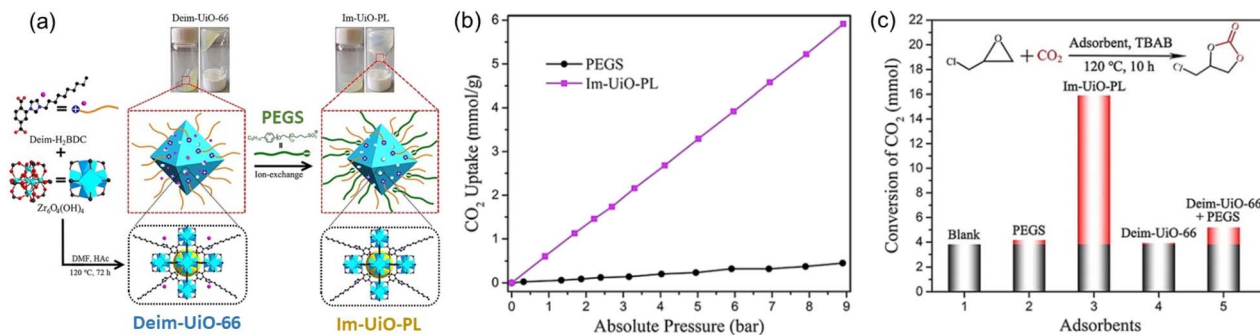 (a)
Deim-UiO-66
Im-UiO-PL
Deim-H₂BDC
+
Zr₆O₄(OH)₄
DMF, HAc
120 °C, 72 h
PEGS
Ion-exchange
Deim-UiO-66
Im-UiO-PL
(b)
CO₂ Uptake (mmol/g)
6
5
4
3
2
1
0
PEGS
Im-UiO-PL
0 1 2 3 4 5 6 7 8 9
Absolute Pressure (bar)
(c)
Conversion of CO₂ (mmol)
22
20
18
16
14
12
10
8
6
4
2
0
Cl
O
+ CO₂
Adsorbent, TBAB
120 °C, 10 h
O
O
O
Cl
Im-UiO-PL
Blank
PEGS
Deim-UiO-66
Deim-UiO-66
+ PEGS
1 2 3 4 5
Adsorbents